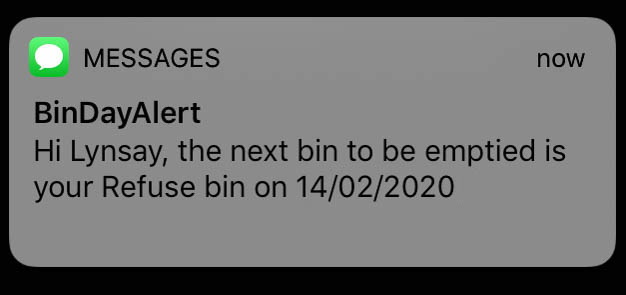 MESSAGES now
BinDayAlert
Hi Lynsay, the next bin to be emptied is
your Refuse bin on 14/02/2020